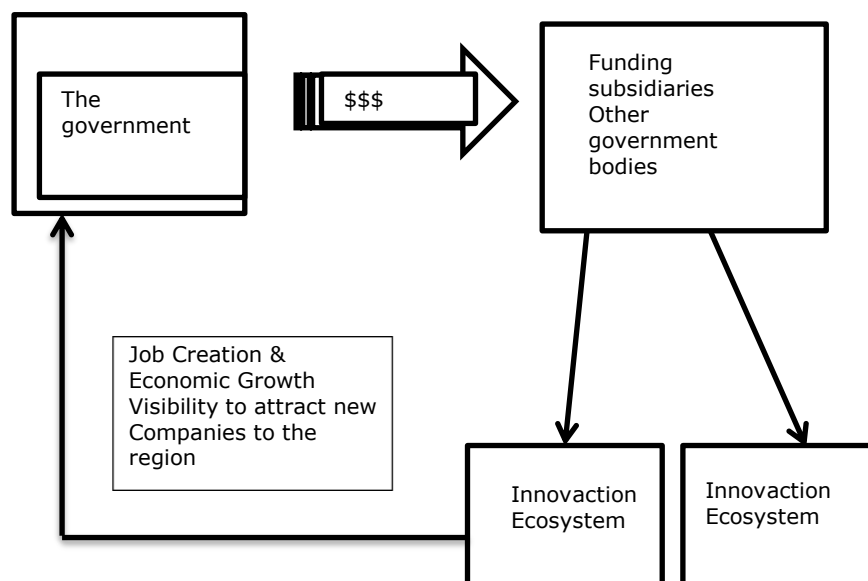 The
government
$$$
Funding
subsidiaries
Other
government
bodies
Job Creation &
Economic Growth
Visibility to attract new
Companies to the
region
Innovaction
Ecosystem
Innovaction
Ecosystem